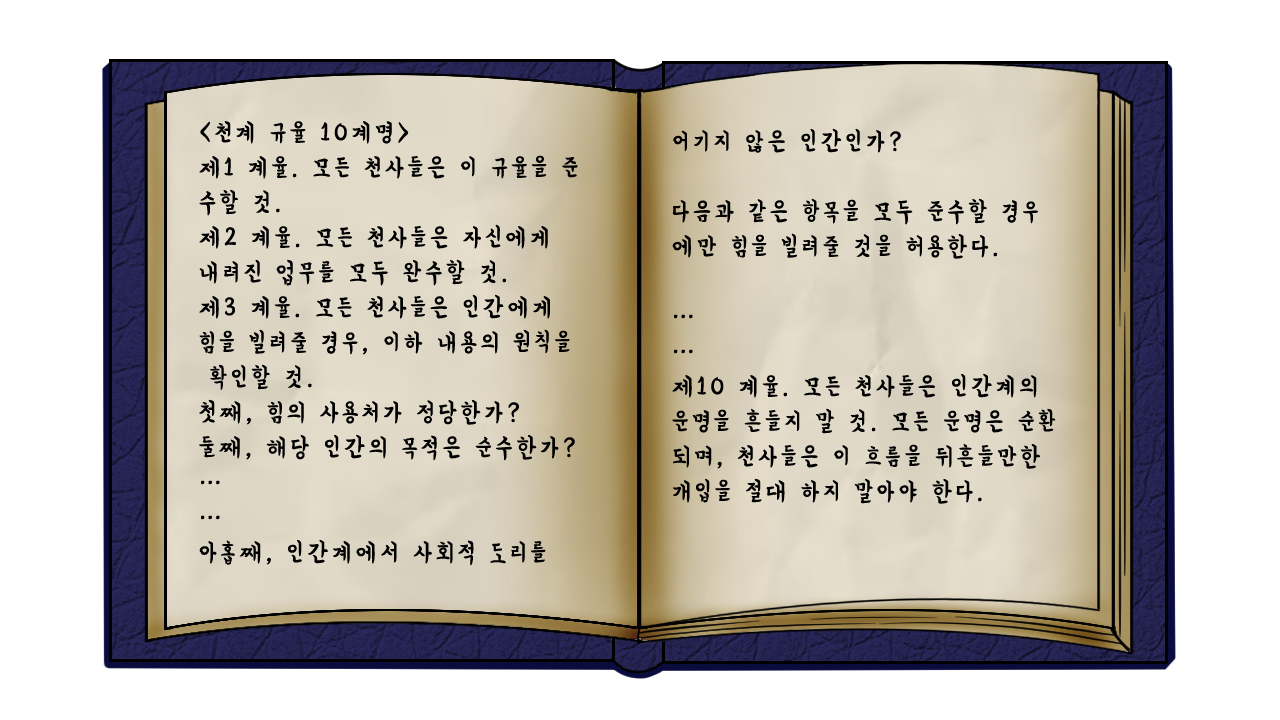 <천계 규율 10계명>
제1 계율. 모든 천사들은 이 규율을 준
수할 것.
제2 계율. 모든 천사들은 자신에게
내려진 업무를 모두 완수할 것.
제3 계율. 모든 천사들은 인간에게
힘을 빌려줄 경우, 이하 내용의 원칙을
확인할 것.
첫째, 힘의 사용처가 정당한가?
둘째, 해당 인간의 목적은 순수한가?
...
...
아홉째, 인간계에서 사회적 도리를
어기지 않은 인간인가?
다음과 같은 항목을 모두 준수할 경우
에만 힘을 빌려줄 것을 허용한다.
...
...
제10 계율. 모든 천사들은 인간계의
운명을 흔들지 말 것. 모든 운명은 순환
되며, 천사들은 이 흐름을 뒤흔들만한
개입을 절대 하지 말아야 한다.